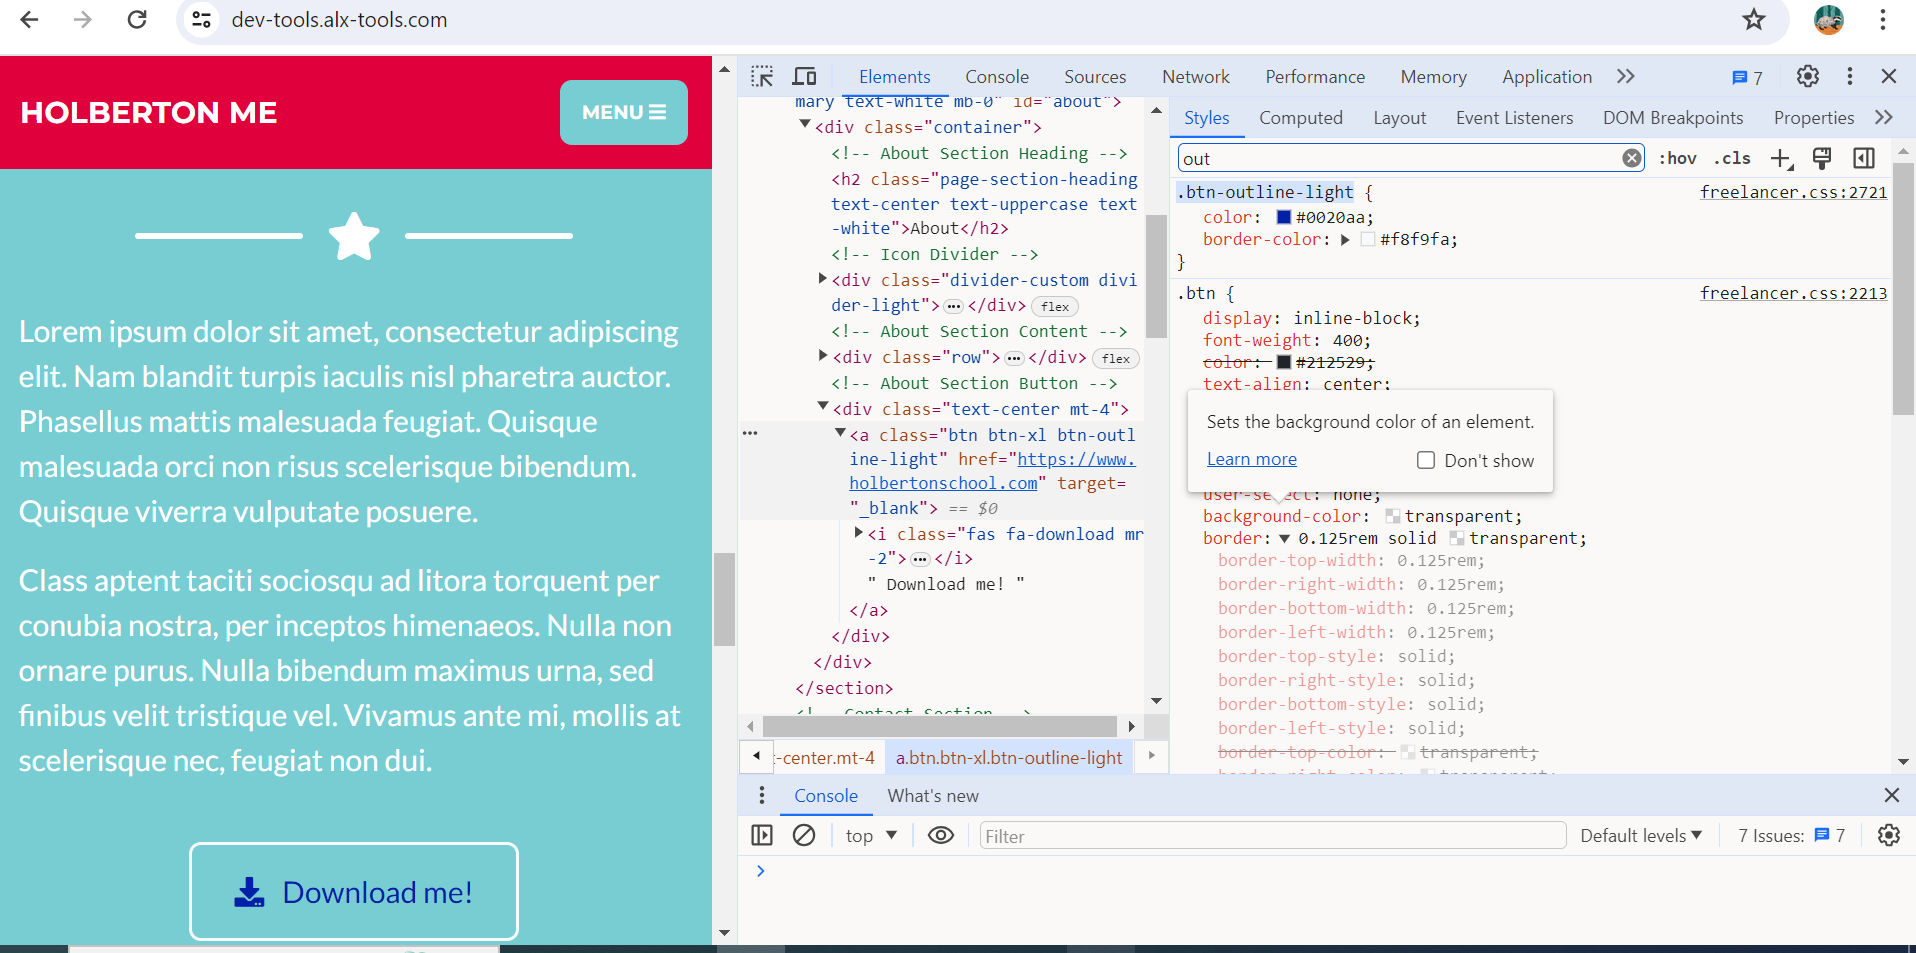 dev-tools.alx-tools.com
HOLBERTON ME
MENU
Lorem ipsum dolor sit amet, consectetur adipiscing
elit. Nam blandit turpis iaculis nisl pharetra auctor.
Phasellus mattis malesuada feugiat. Quisque
malesuada orci non risus scelerisque bibendum.
Quisque viverra vulputate posuere.
Class aptent taciti sociosqu ad litora torquent per
conubia nostra, per inceptos himenaeos. Nulla non
ornare purus. Nulla bibendum maximus urna, sed
finibus velit tristique vel. Vivamus ante mi, mollis at
scelerisque nec, feugiat non dui.
Download me!
Elements Console Sources Network Performance Memory Application 7
mary text-white mb-0" id="about">
<div class="container">
<!-- About Section Heading -->
<h2 class="page-section-heading
text-center text-uppercase text
-white">About</h2>
<!-- Icon Divider -->
<div class="divider-custom divi
der-light"> ••• </div> flex
<!-- About Section Content -->
<div class="row"> ••• </div> flex
<!-- About Section Button -->
<div class="text-center mt-4">
••• <a class="btn btn-xl btn-outl
ine-light" href="https://www.
holbertonschool.com" target=
"_blank"> == $0
<i class="fas fa-download mr
-2"> ••• </i>
" Download me! "
</a>
</div>
</div>
</section>
<!-- Contact Section -->
t-center.mt-4 a.btn.btn-xl.btn-outline-light
Styles Computed Layout Event Listeners DOM Breakpoints Properties
out :hov .cls
.btn-outline-light { freelancer.css:2721
color: #0020aa;
border-color: #f8f9fa;
}
.btn { freelancer.css:2213
display: inline-block;
font-weight: 400;
color: #212529;
text-align: center;
Sets the background color of an element.
Learn more Don't show
user-select: none;
background-color: transparent;
border: 0.125rem solid transparent;
border-top-width: 0.125rem;
border-right-width: 0.125rem;
border-bottom-width: 0.125rem;
border-left-width: 0.125rem;
border-top-style: solid;
border-right-style: solid;
border-bottom-style: solid;
border-left-style: solid;
border-top-color: transparent;
border-right-color: transparent;
Console What's new
top Filter Default levels 7 Issues: 7